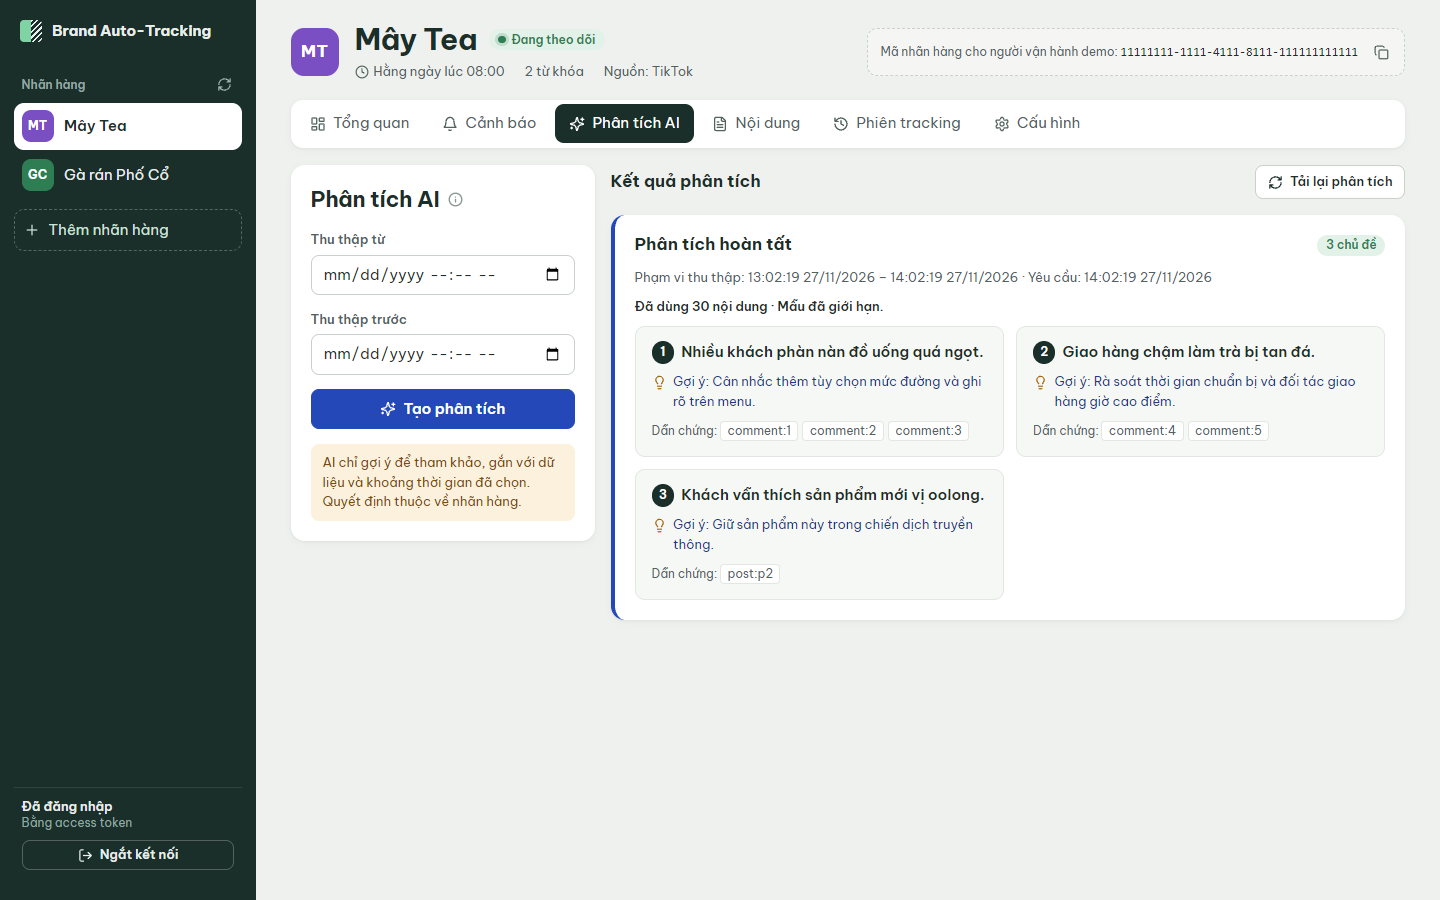 Brand Auto-Tracking
Nhãn hàng
MT Mây Tea
GC Gà rán Phố Cổ
Thêm nhãn hàng
Đã đăng nhập
Bằng access token
Ngắt kết nối
MT
Mây Tea
Đang theo dõi
Hằng ngày lúc 08:00
2 từ khóa
Nguồn: TikTok
Mã nhãn hàng cho người vận hành demo: 11111111-1111-4111-8111-111111111111
Tổng quan
Cảnh báo
Phân tích AI
Nội dung
Phiên tracking
Cấu hình
Phân tích AI
Thu thập từ
mm/dd/yyyy --:-- --
Thu thập trước
mm/dd/yyyy --:-- --
Tạo phân tích
AI chỉ gợi ý để tham khảo, gắn với dữ
liệu và khoảng thời gian đã chọn.
Quyết định thuộc về nhãn hàng.
Kết quả phân tích
Tải lại phân tích
Phân tích hoàn tất
3 chủ đề
Phạm vi thu thập: 13:02:19 27/11/2026 – 14:02:19 27/11/2026 · Yêu cầu: 14:02:19 27/11/2026
Đã dùng 30 nội dung · Mẫu đã giới hạn.
1 Nhiều khách phàn nàn đồ uống quá ngọt.
Gợi ý: Cân nhắc thêm tùy chọn mức đường và ghi
rõ trên menu.
Dẫn chứng: comment:1 comment:2 comment:3
2 Giao hàng chậm làm trà bị tan đá.
Gợi ý: Rà soát thời gian chuẩn bị và đối tác giao
hàng giờ cao điểm.
Dẫn chứng: comment:4 comment:5
3 Khách vẫn thích sản phẩm mới vị oolong.
Gợi ý: Giữ sản phẩm này trong chiến dịch truyền
thông.
Dẫn chứng: post:p2